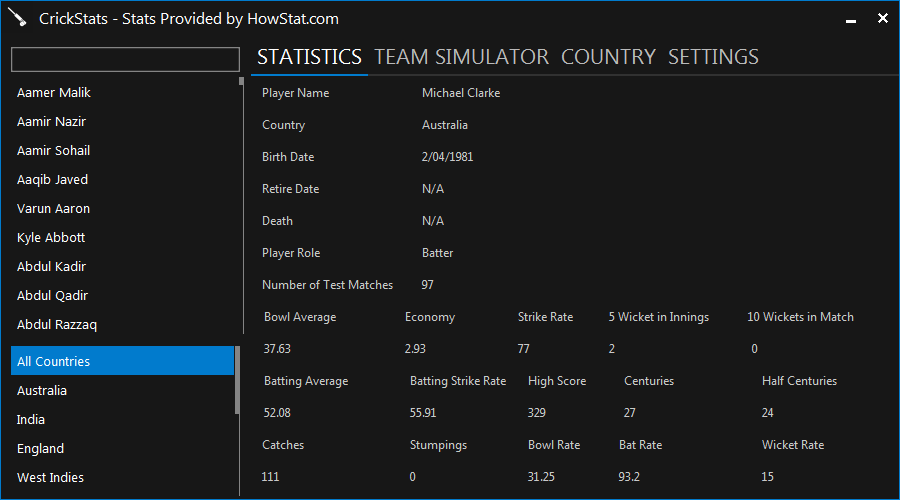 CrickStats - Stats Provided by HowStat.com
STATISTICS TEAM SIMULATOR COUNTRY SETTINGS
Aamer Malik
Aamir Nazir
Aamir Sohail
Aaqib Javed
Varun Aaron
Kyle Abbott
Abdul Kadir
Abdul Qadir
Abdul Razzaq
All Countries
Australia
India
England
West Indies
Player Name Michael Clarke
Country Australia
Birth Date 2/04/1981
Retire Date N/A
Death N/A
Player Role Batter
Number of Test Matches 97
Bowl Average Economy Strike Rate 5 Wicket in Innings 10 Wickets in Match
37.63 2.93 77 2 0
Batting Average Batting Strike Rate High Score Centuries Half Centuries
52.08 55.91 329 27 24
Catches Stumpings Bowl Rate Bat Rate Wicket Rate
111 0 31.25 93.2 15